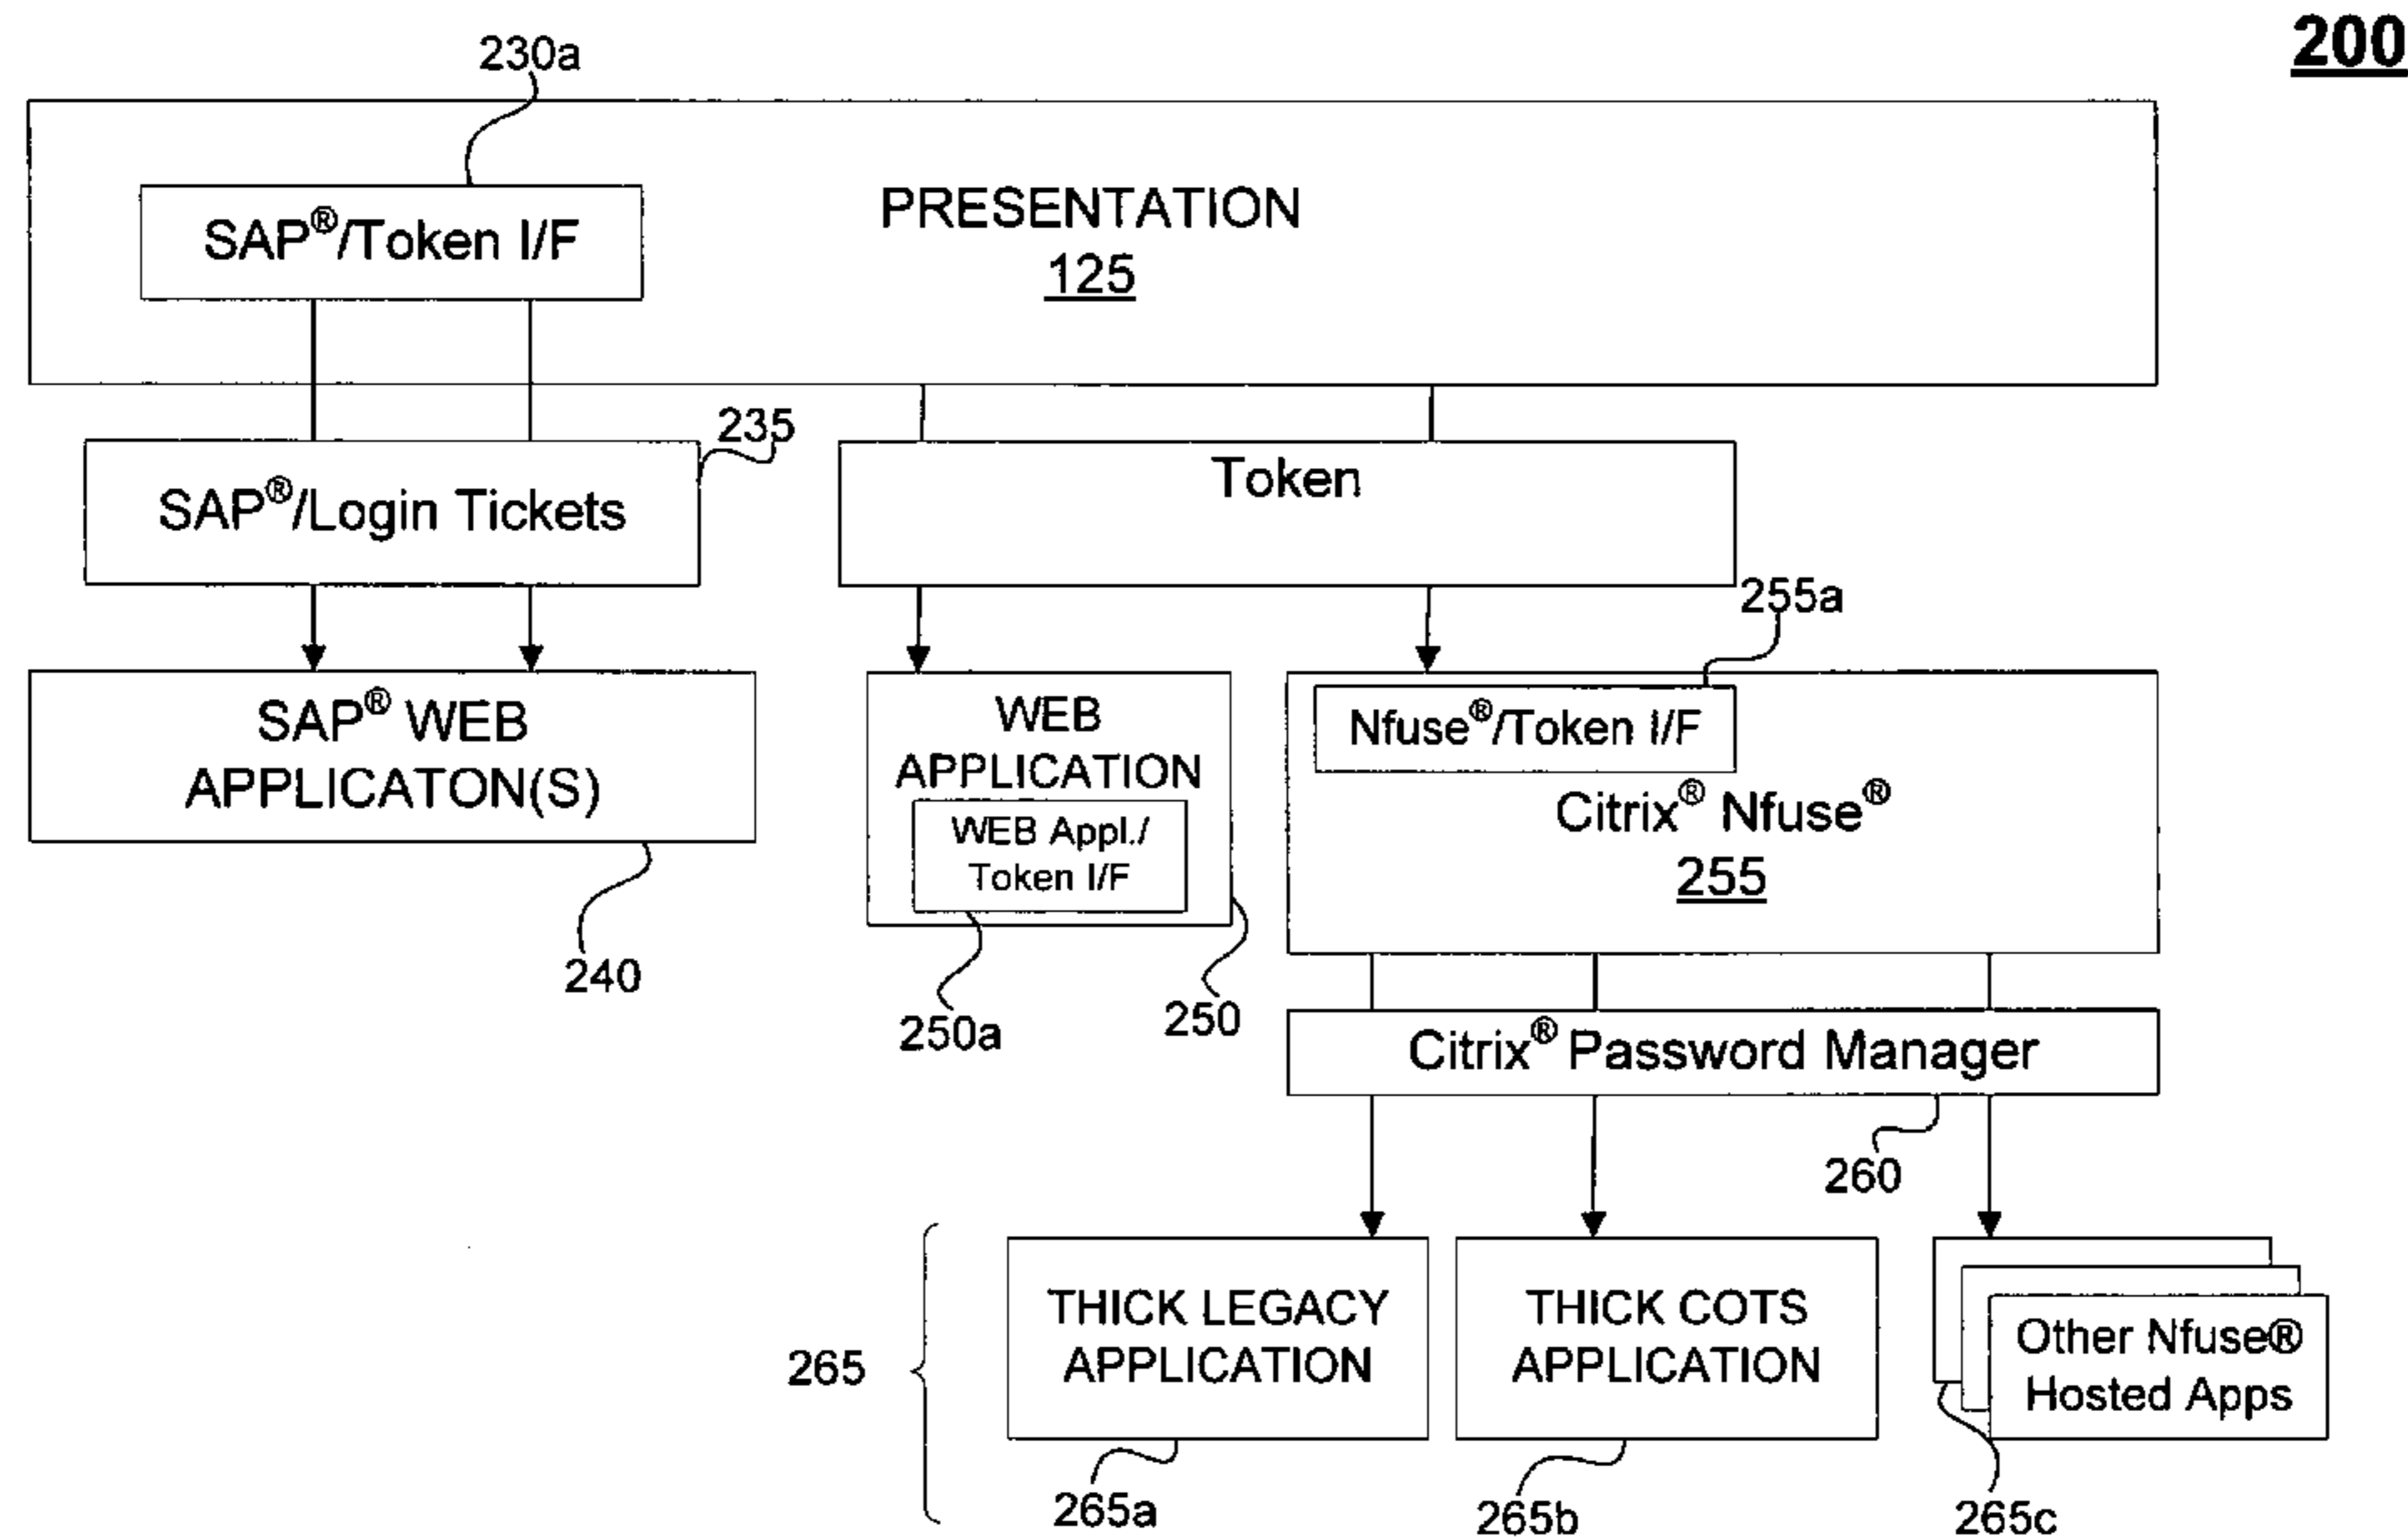 200
230a
SAP®/Token I/F
PRESENTATION
125
235
SAP®/Login Tickets
Token
255a
SAP® WEB
APPLICATON(S)
240
WEB
APPLICATION
WEB Appl./
Token I/F
250a
250
Nfuse®/Token I/F
Citrix® Nfuse®
255
Citrix® Password Manager
260
265
THICK LEGACY
APPLICATION
265a
THICK COTS
APPLICATION
265b
Other Nfuse®
Hosted Apps
265c